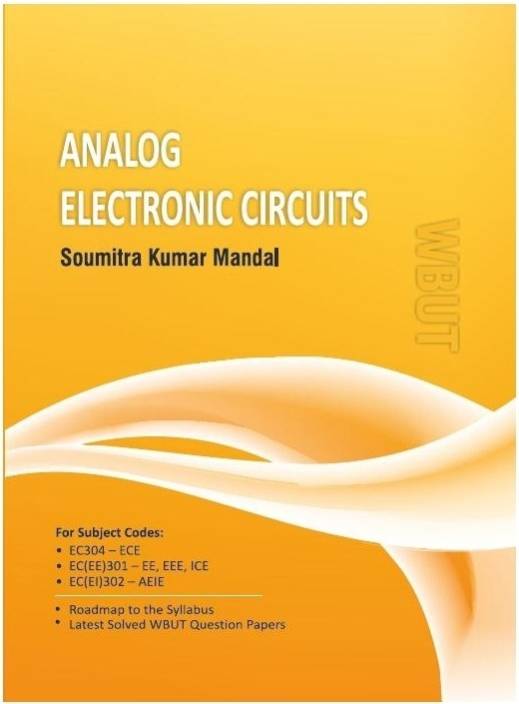 ANALOG
ELECTRONIC CIRCUITS
Soumitra Kumar Mandal
WBUT
For Subject Codes:
• EC304 – ECE
• EC(EE)301 – EE, EEE, ICE
• EC(EI)302 – AEIE
• Roadmap to the Syllabus
• Latest Solved WBUT Question Papers